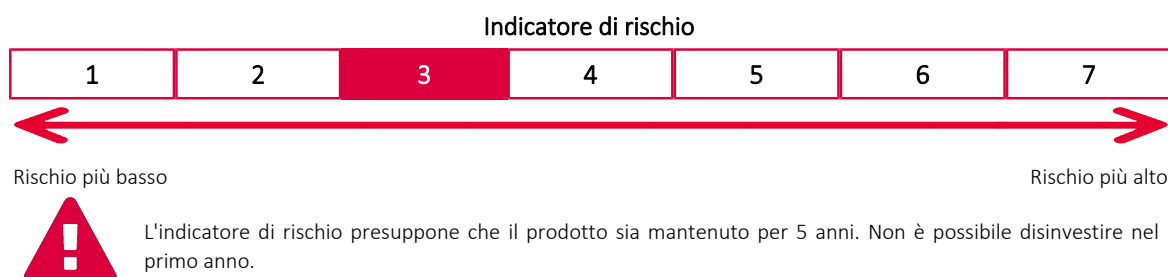 Indicatore di rischio
1 2 3 4 5 6 7
Rischio più basso Rischio più alto
L'indicatore di rischio presuppone che il prodotto sia mantenuto per 5 anni. Non è possibile disinvestire nel
primo anno.